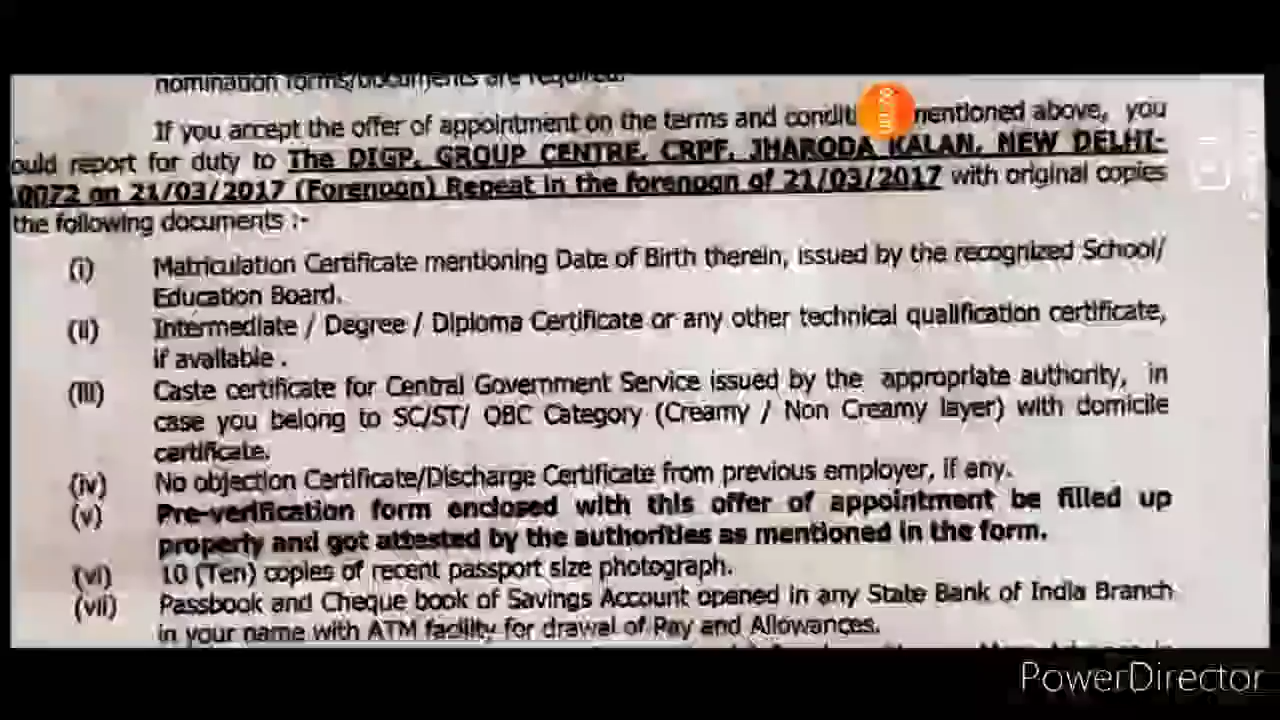 nomination forms/documents are required.
If you accept the offer of appointment on the terms and conditi mentioned above, you
ould report for duty to The DIGP, GROUP CENTRE, CRPF, JHARODA KALAN, NEW DELHI-
0072 on 21/03/2017 (Forenoon) Repeat in the forenoon of 21/03/2017 with original copies
the following documents :-
(i) Matriculation Certificate mentioning Date of Birth therein, issued by the recognized School/
Education Board.
(ii) Intermediate / Degree / Diploma Certificate or any other technical qualification certificate,
if available .
(iii) Caste certificate for Central Government Service issued by the appropriate authority, in
case you belong to SC/ST/ OBC Category (Creamy / Non Creamy layer) with domicile
certificate.
(iv) No objection Certificate/Discharge Certificate from previous employer, if any.
(v) Pre-verification form enclosed with this offer of appointment be filled up
properly and got attested by the authorities as mentioned in the form.
(vi) 10 (Ten) copies of recent passport size photograph.
(vii) Passbook and Cheque book of Savings Account opened in any State Bank of India Branch
in your name with ATM facility for drawal of Pay and Allowances.
PowerDirector